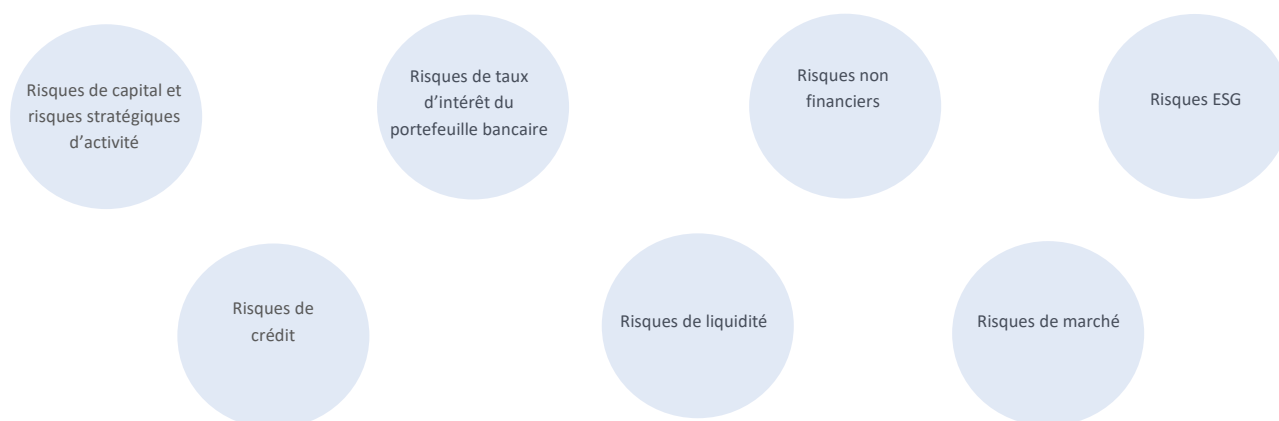 Risques de capital et
risques stratégiques
d’activité
Risques de taux
d’intérêt du
portefeuille bancaire
Risques non
financiers
Risques ESG
Risques de
crédit
Risques de liquidité
Risques de marché